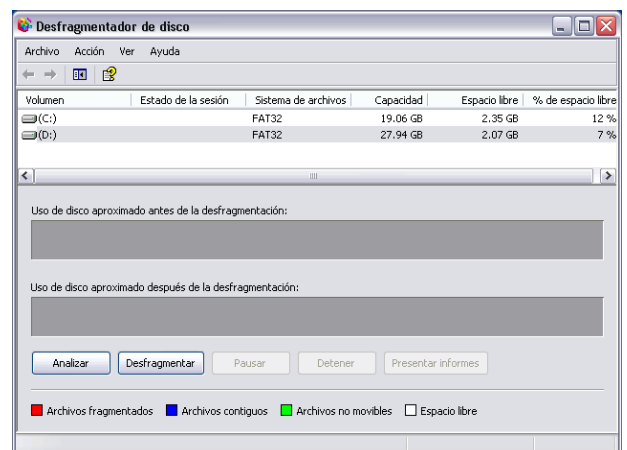 Desfragmentador de disco
Archivo Acción Ver Ayuda
Volumen Estado de la sesión Sistema de archivos Capacidad Espacio libre % de espacio libre
(C:) FAT32 19.06 GB 2.35 GB 12 %
(D:) FAT32 27.94 GB 2.07 GB 7 %
Uso de disco aproximado antes de la desfragmentación:
Uso de disco aproximado después de la desfragmentación:
Analizar Desfragmentar Pausar Detener Presentar informes
Archivos fragmentados Archivos contiguos Archivos no movibles Espacio libre